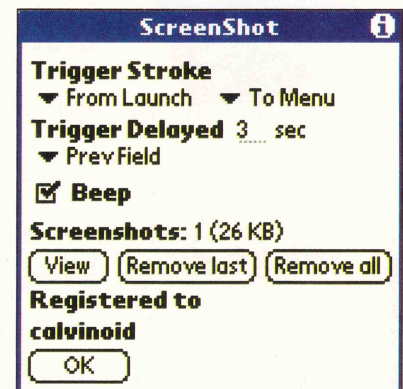 ScreenShot
Trigger Stroke
From Launch To Menu
Trigger Delayed 3 sec
Prev Field
Beep
Screenshots: 1 (26 KB)
View Remove last Remove all
Registered to
calvinoid
OK